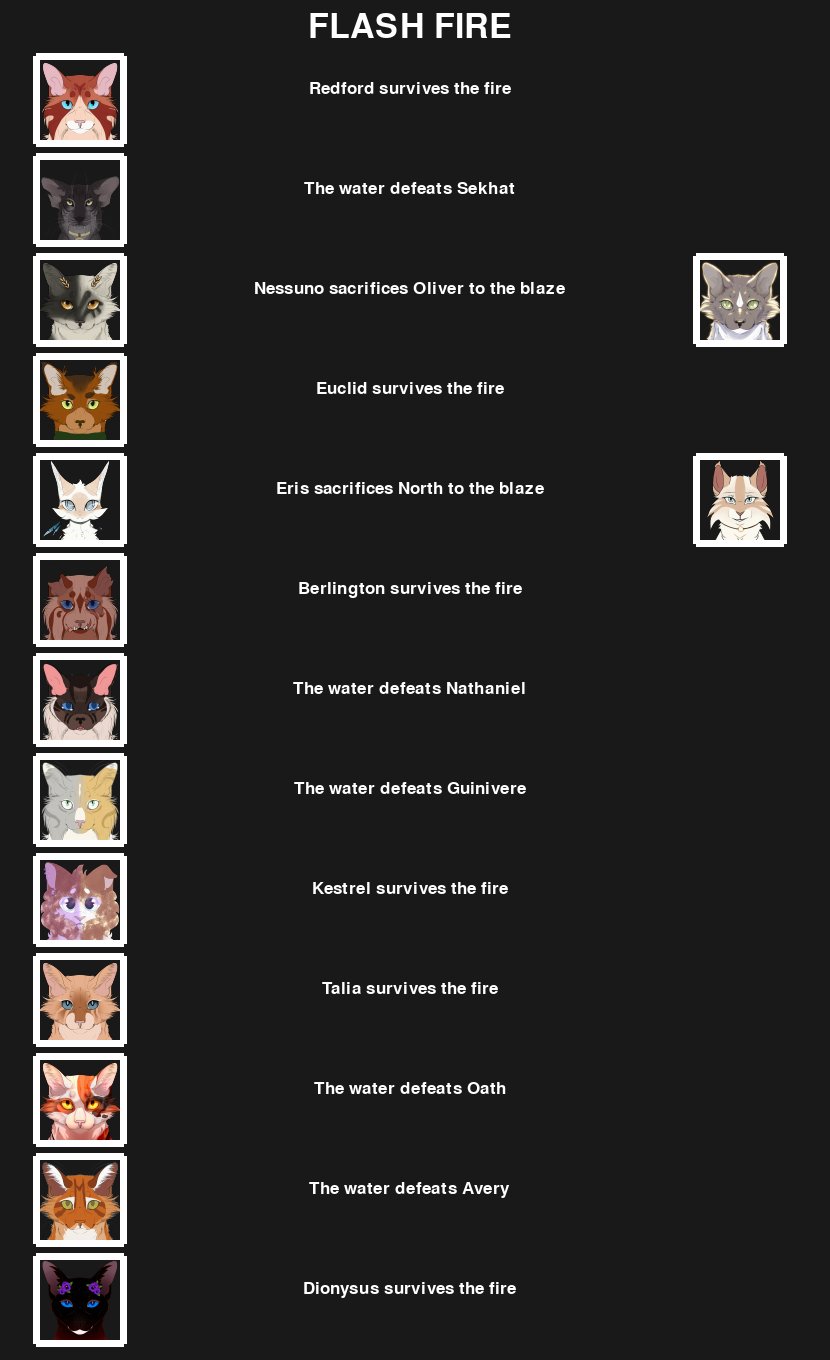 FLASH FIRE
Redford survives the fire
The water defeats Sekhat
Nessuno sacrifices Oliver to the blaze
Euclid survives the fire
Eris sacrifices North to the blaze
Berlington survives the fire
The water defeats Nathaniel
The water defeats Guinivere
Kestrel survives the fire
Talia survives the fire
The water defeats Oath
The water defeats Avery
Dionysus survives the fire